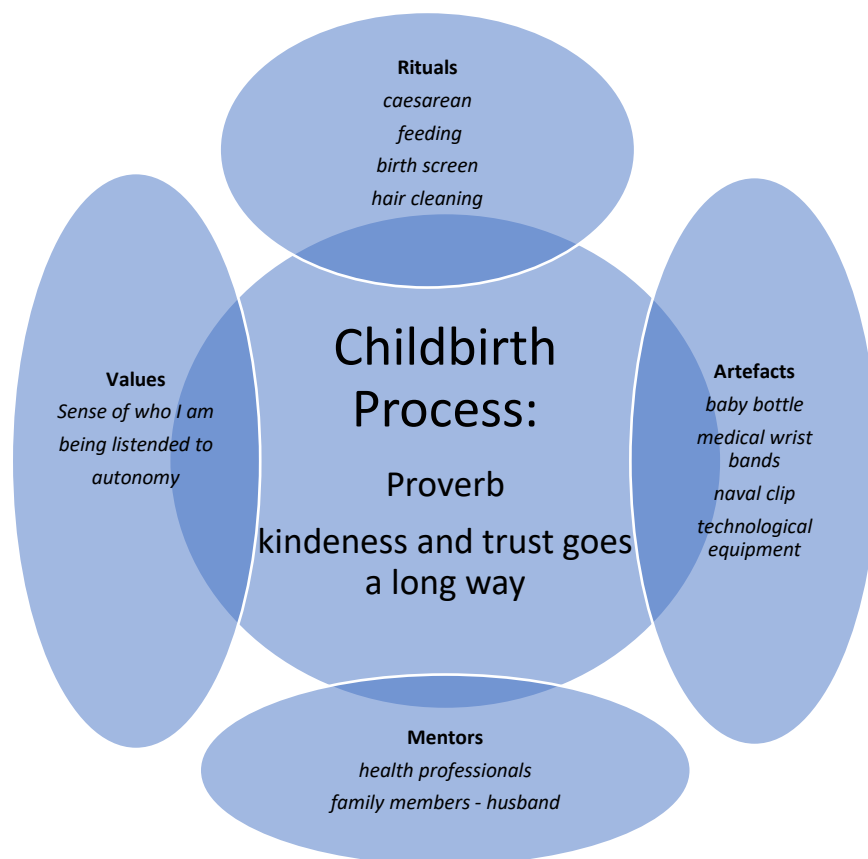 Rituals
caesarean
feeding
birth screen
hair cleaning
Values
Sense of who I am
being listended to
autonomy
Childbirth
Process:
Proverb
kindeness and trust goes
a long way
Artefacts
baby bottle
medical wrist
bands
naval clip
technological
equipment
Mentors
health professionals
family members - husband